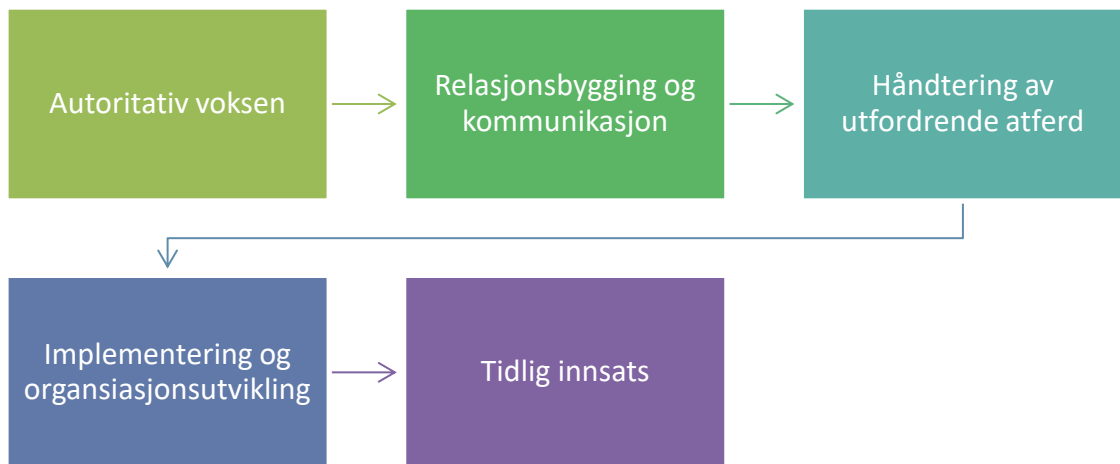 Autoritativ voksen
Relasjonsbygging og
kommunikasjon
Håndtering av
utfordrende atferd
Implementering og
organsiasjonsutvikling
Tidlig innsats